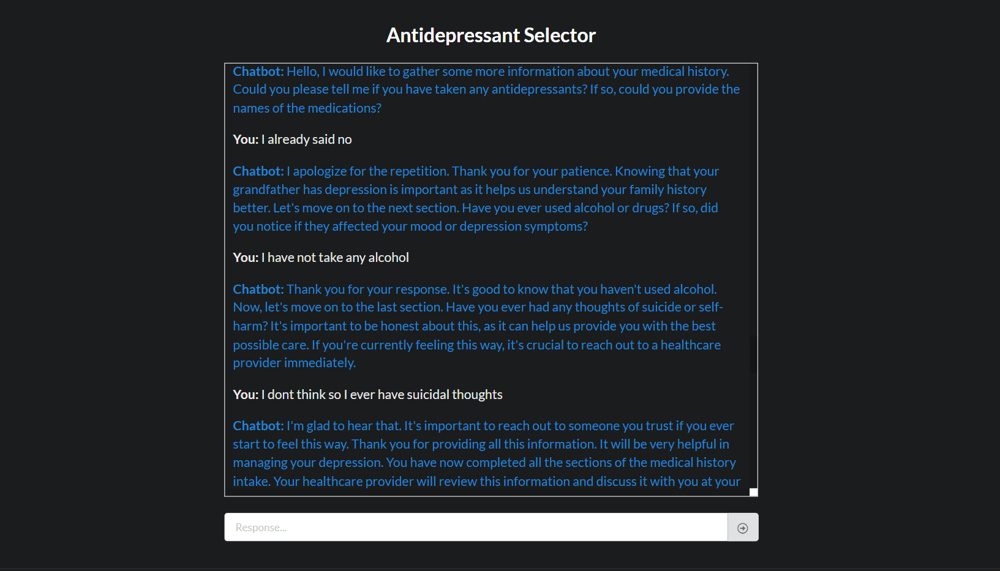 Antidepressant Selector
Chatbot: Hello, I would like to gather some more information about your medical history.
Could you please tell me if you have taken any antidepressants? If so, could you provide the
names of the medications?
You: I already said no
Chatbot: I apologize for the repetition. Thank you for your patience. Knowing that your
grandfather has depression is important as it helps us understand your family history
better. Let's move on to the next section. Have you ever used alcohol or drugs? If so, did
you notice if they affected your mood or depression symptoms?
You: I have not take any alcohol
Chatbot: Thank you for your response. It's good to know that you haven't used alcohol.
Now, let's move on to the last section. Have you ever had any thoughts of suicide or self-
harm? It's important to be honest about this, as it can help us provide you with the best
possible care. If you're currently feeling this way, it's crucial to reach out to a healthcare
provider immediately.
You: I dont think so I ever have suicidal thoughts
Chatbot: I'm glad to hear that. It's important to reach out to someone you trust if you ever
start to feel this way. Thank you for providing all this information. It will be very helpful in
managing your depression. You have now completed all the sections of the medical history
intake. Your healthcare provider will review this information and discuss it with you at your
Response...